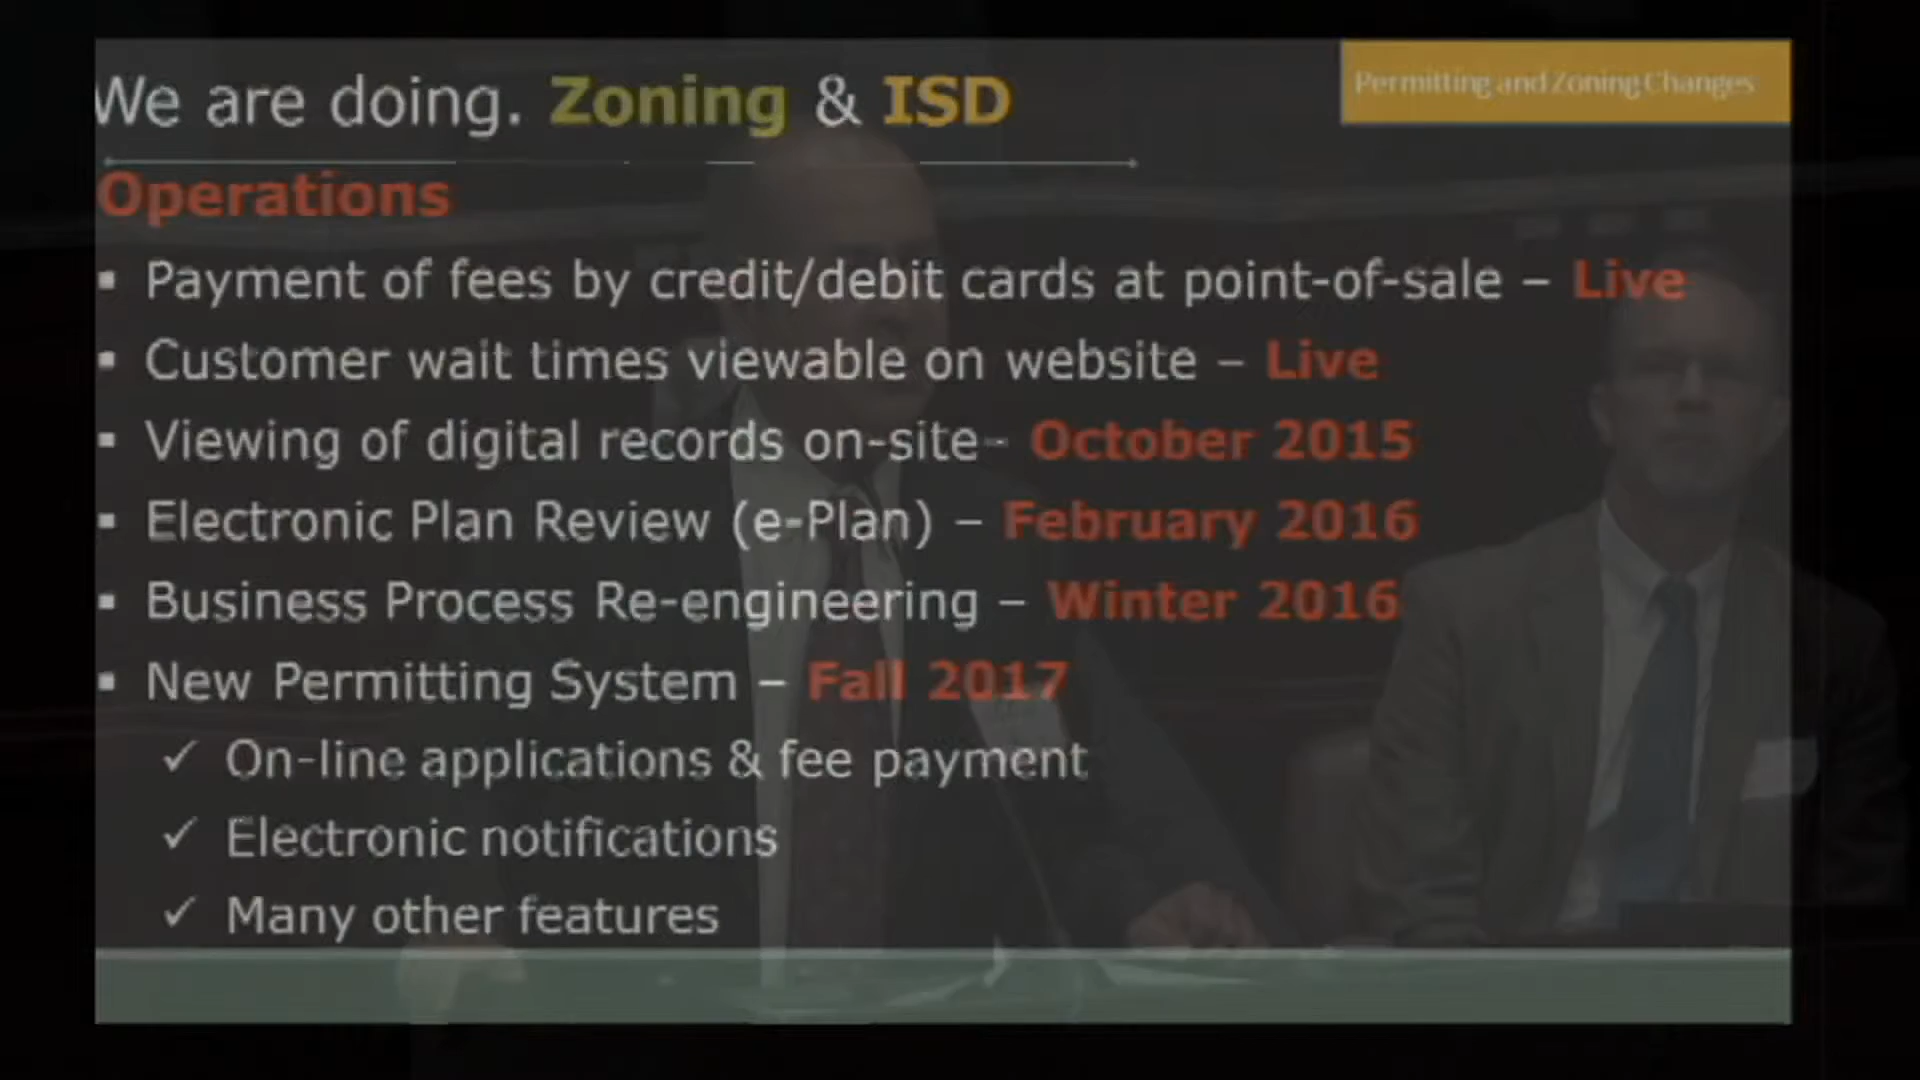 We are doing. Zoning & ISD
Permitting and Zoning Changes
Operations
▪ Payment of fees by credit/debit cards at point-of-sale – Live
▪ Customer wait times viewable on website – Live
▪ Viewing of digital records on-site- October 2015
▪ Electronic Plan Review (e-Plan) – February 2016
▪ Business Process Re-engineering – Winter 2016
▪ New Permitting System – Fall 2017
✓ On-line applications & fee payment
✓ Electronic notifications
✓ Many other features